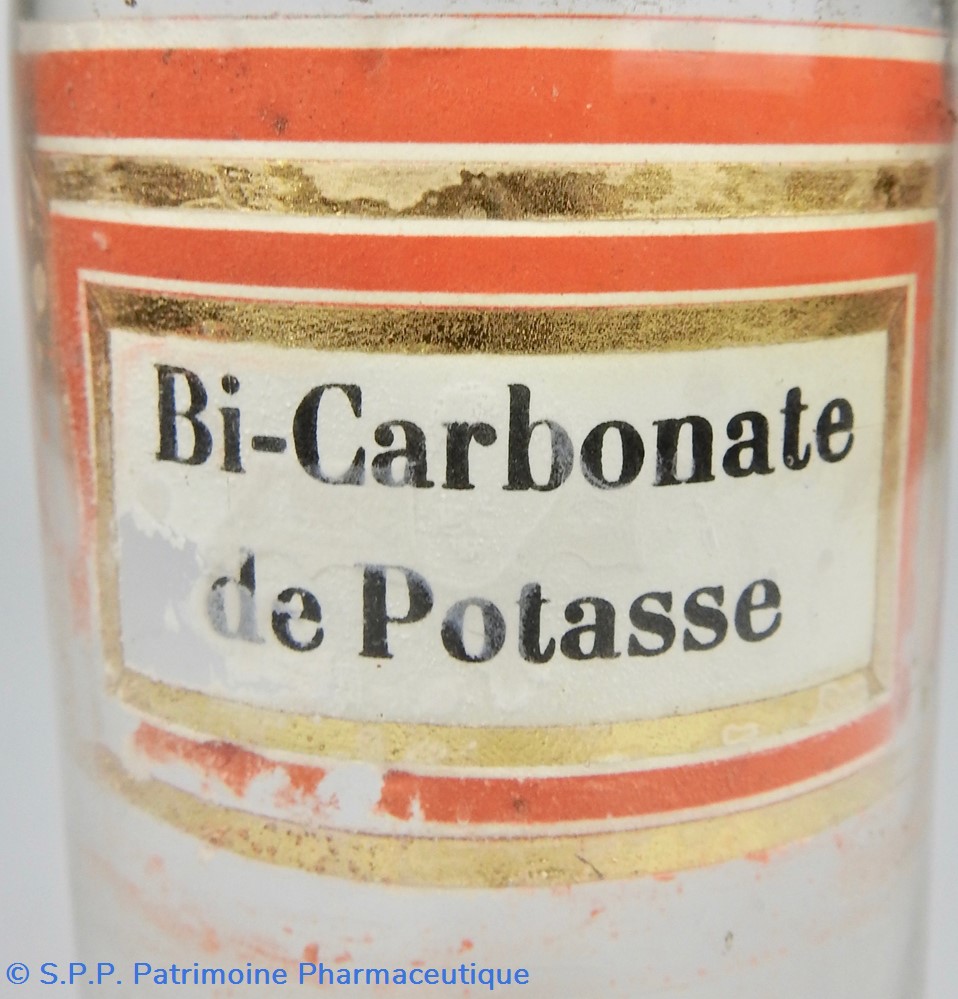 Bi-Carbonate
de Potasse
© S.P.P. Patrimoine Pharmaceutique